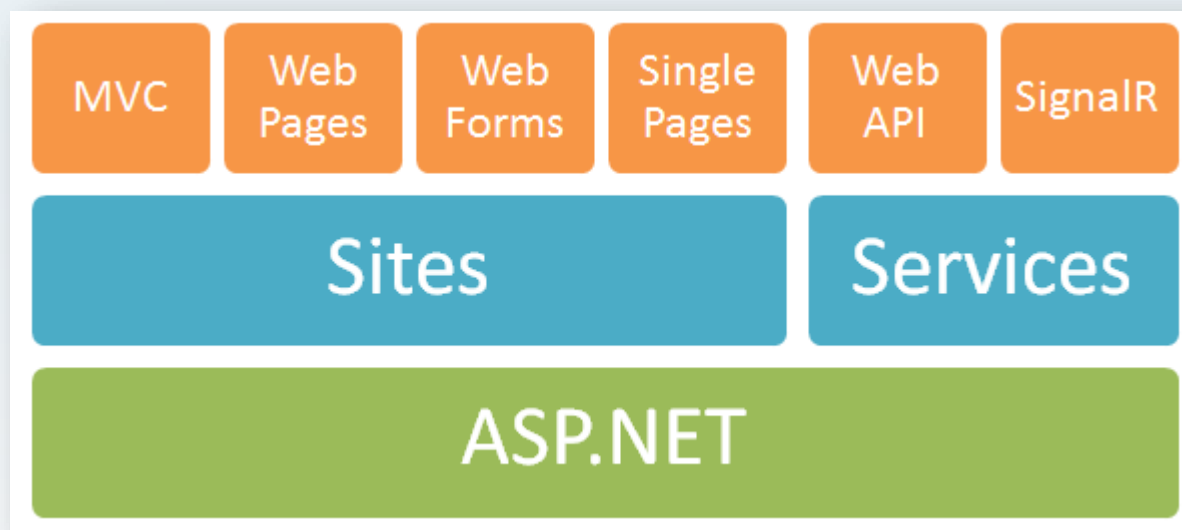 MVC
Web
Pages
Web
Forms
Single
Pages
Web
API
SignalR
Sites
Services
ASP.NET